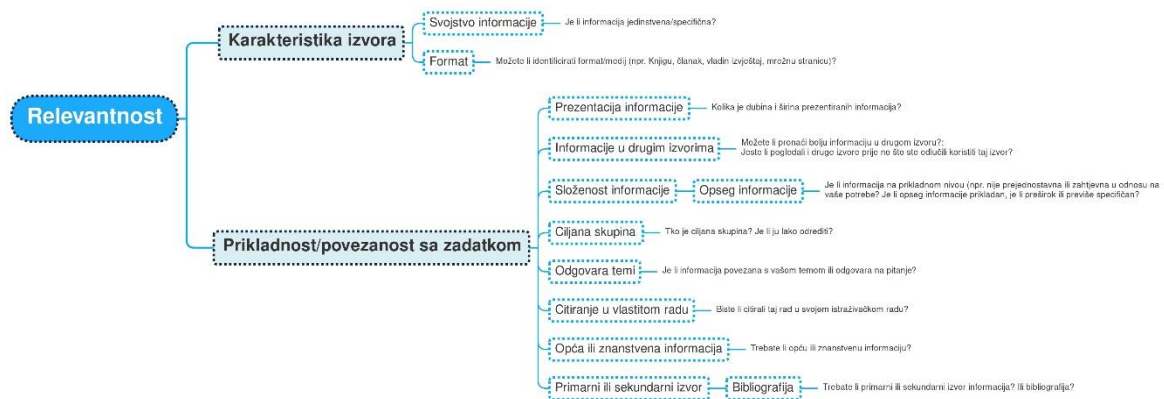 Relevantnost
Karakteristika izvora
Svojstvo informacije
Je li informacija jedinstvena/specifična?
Format
Možete li identificirati format/medij (npr. Knjigu, članak, vladin izvještaj, mrežnu stranicu)?
Prikladnost/povezanost sa zadatkom
Prezentacija informacije
Kolika je dubina i širina prezentiranih informacija?
Informacije u drugim izvorima
Možete li pronaći bolju informaciju u drugom izvoru?;
Jeste li pogledali i druge izvore prije no što ste odlučili koristiti taj izvor?
Složenost informacije
Opseg informacije
Je li informacija na prikladnom nivou (npr. nije prejednostavna ili zahtjevna u odnosu na
vaše potrebe? Je li opseg informacije prikladan, je li preširok ili previše specifičan?
Ciljana skupina
Tko je ciljana skupina? Je li ju lako odrediti?
Odgovara temi
Je li informacija povezana s vašom temom ili odgovara na pitanje?
Citiranje u vlastitom radu
Biste li citirali taj rad u svojem istraživačkom radu?
Opća ili znanstvena informacija
Trebate li opću ili znanstvenu informaciju?
Primarni ili sekundarni izvor
Bibliografija
Trebate li primarni ili sekundarni izvor informacija? Ili bibliografija?